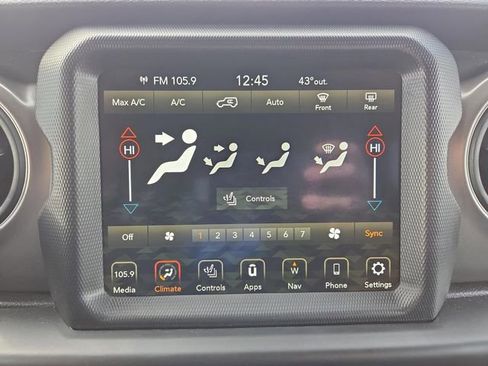 FM 105.9 12:45 43°out.
Max A/C A/C Auto Front Rear
HI HI
Controls
Off 1 2 3 4 5 6 7 Sync
105.9 ū W
Media Climate Controls Apps Nav Phone Settings